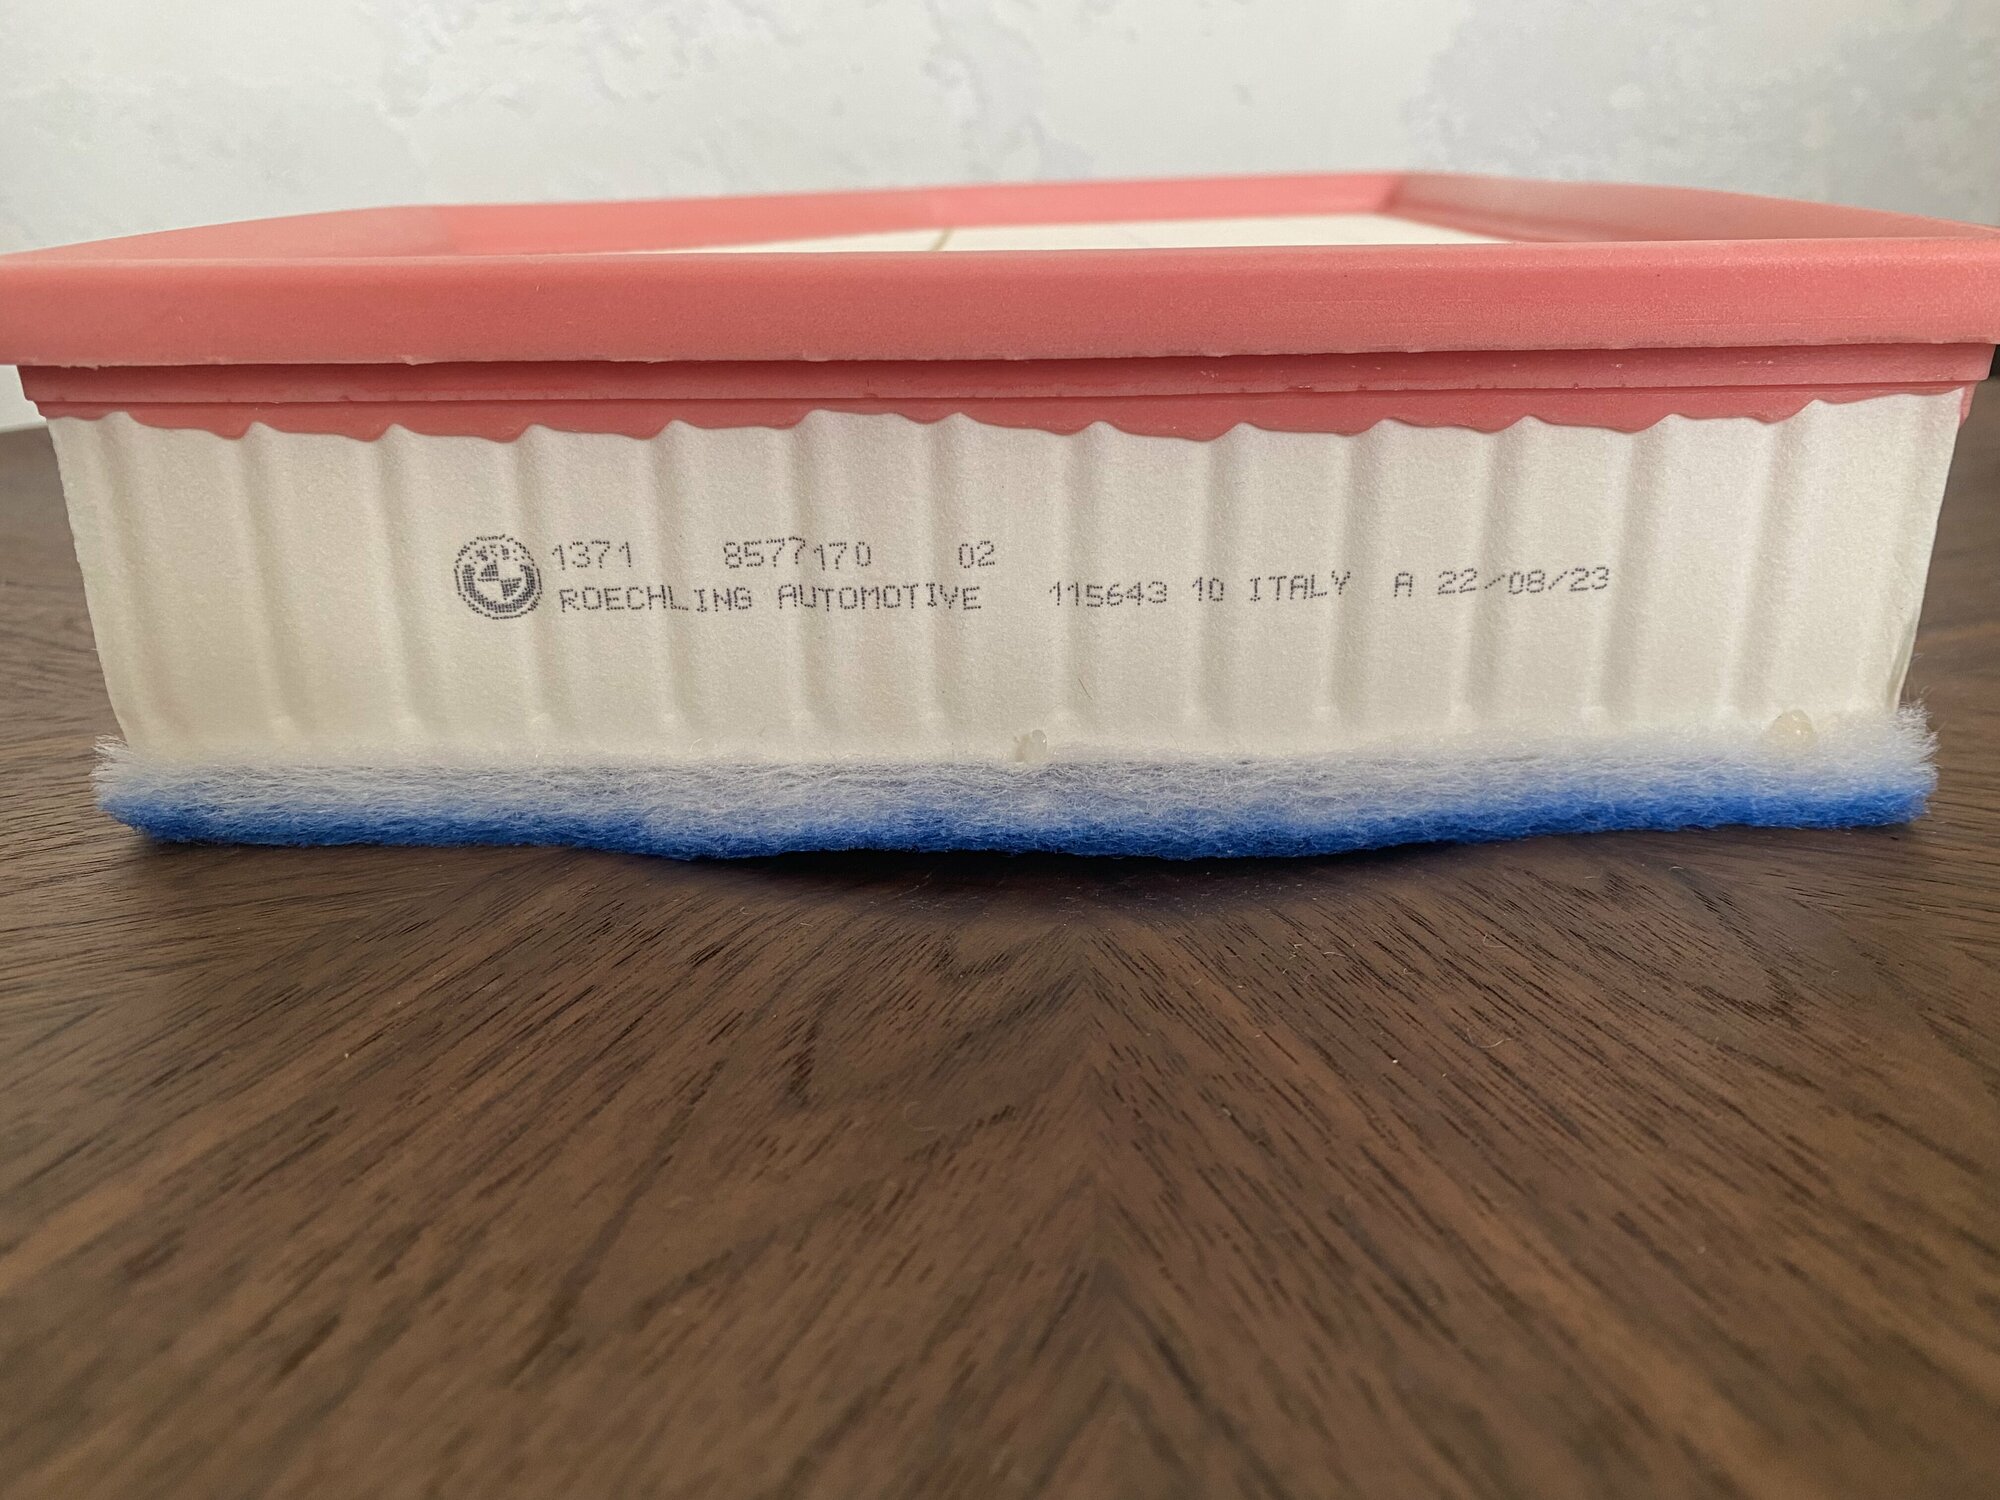 1371 8577170 02
ROECHLING AUTOMOTIVE 115643 10 ITALY A 22/08/23